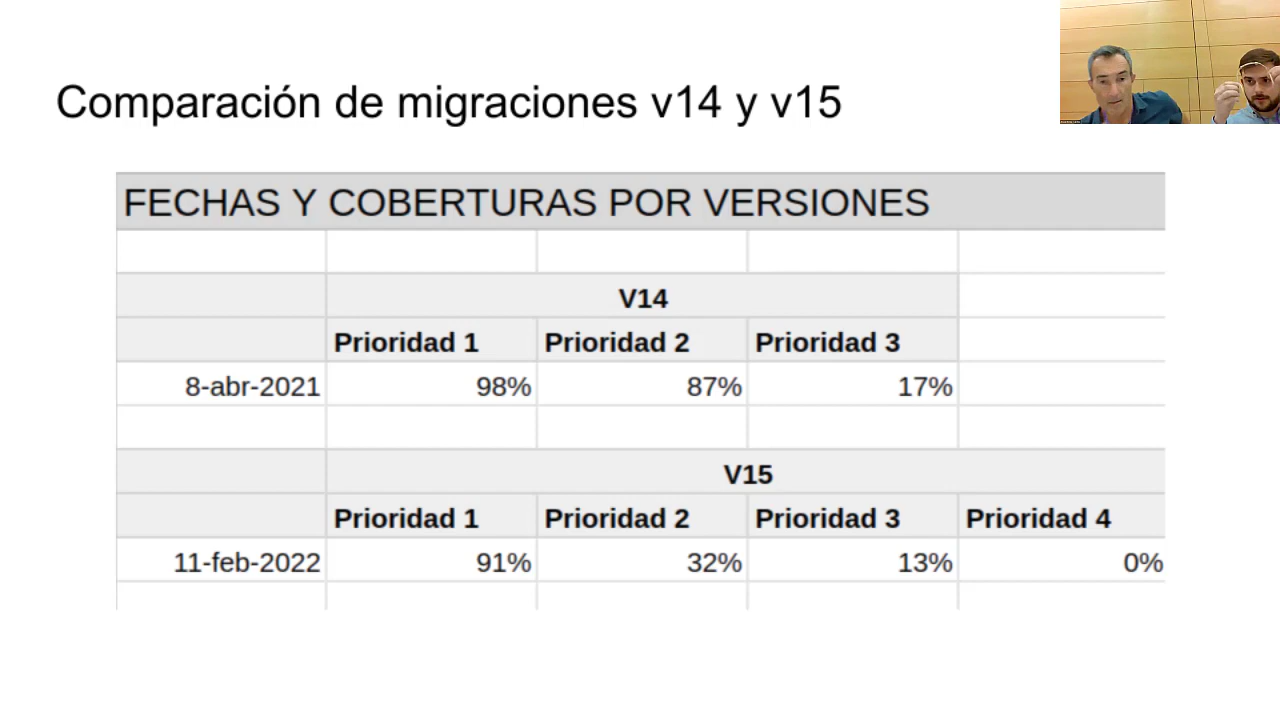 Comparación de migraciones v14 y v15
FECHAS Y COBERTURAS POR VERSIONES
V14
Prioridad 1 Prioridad 2 Prioridad 3
8-abr-2021 98% 87% 17%
V15
Prioridad 1 Prioridad 2 Prioridad 3 Prioridad 4
11-feb-2022 91% 32% 13% 0%